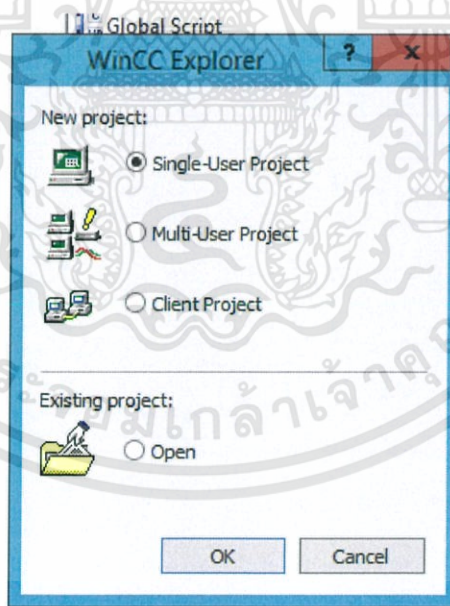 Global Script
WinCC Explorer
?
x
New project:
Single-User Project
Multi-User Project
Client Project
Existing project:
Open
OK
Cancel